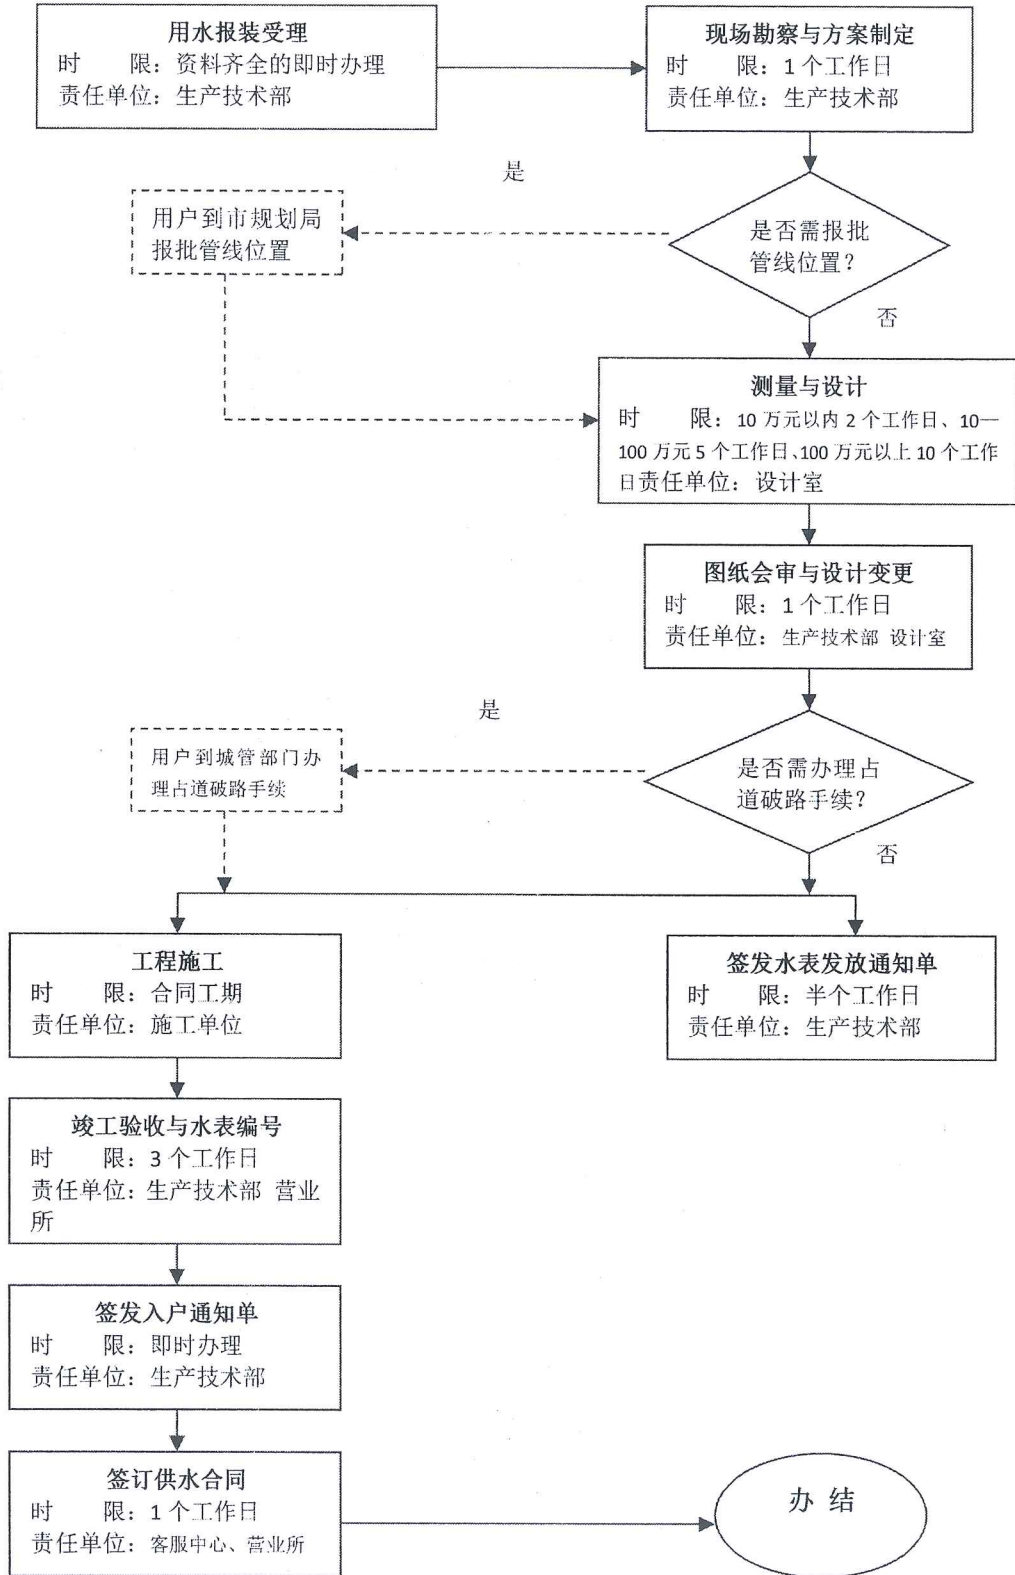 用水报装受理
时 限：资料齐全的即时办理
责任单位：生产技术部
现场勘察与方案制定
时 限：1 个工作日
责任单位：生产技术部
是
用户到市规划局
报批管线位置
是否需报批
管线位置？
否
测量与设计
时 限：10 万元以内 2 个工作日、10—
100 万元 5 个工作日、100 万元以上 10 个工作
日责任单位：设计室
图纸会审与设计变更
时 限：1 个工作日
责任单位：生产技术部 设计室
是
用户到城管部门办
理占道破路手续
是否需办理占
道破路手续？
否
工程施工
时 限：合同工期
责任单位：施工单位
签发水表发放通知单
时 限：半个工作日
责任单位：生产技术部
竣工验收与水表编号
时 限：3 个工作日
责任单位：生产技术部 营业
所
签发入户通知单
时 限：即时办理
责任单位：生产技术部
签订供水合同
时 限：1 个工作日
责任单位：客服中心、营业所
办 结